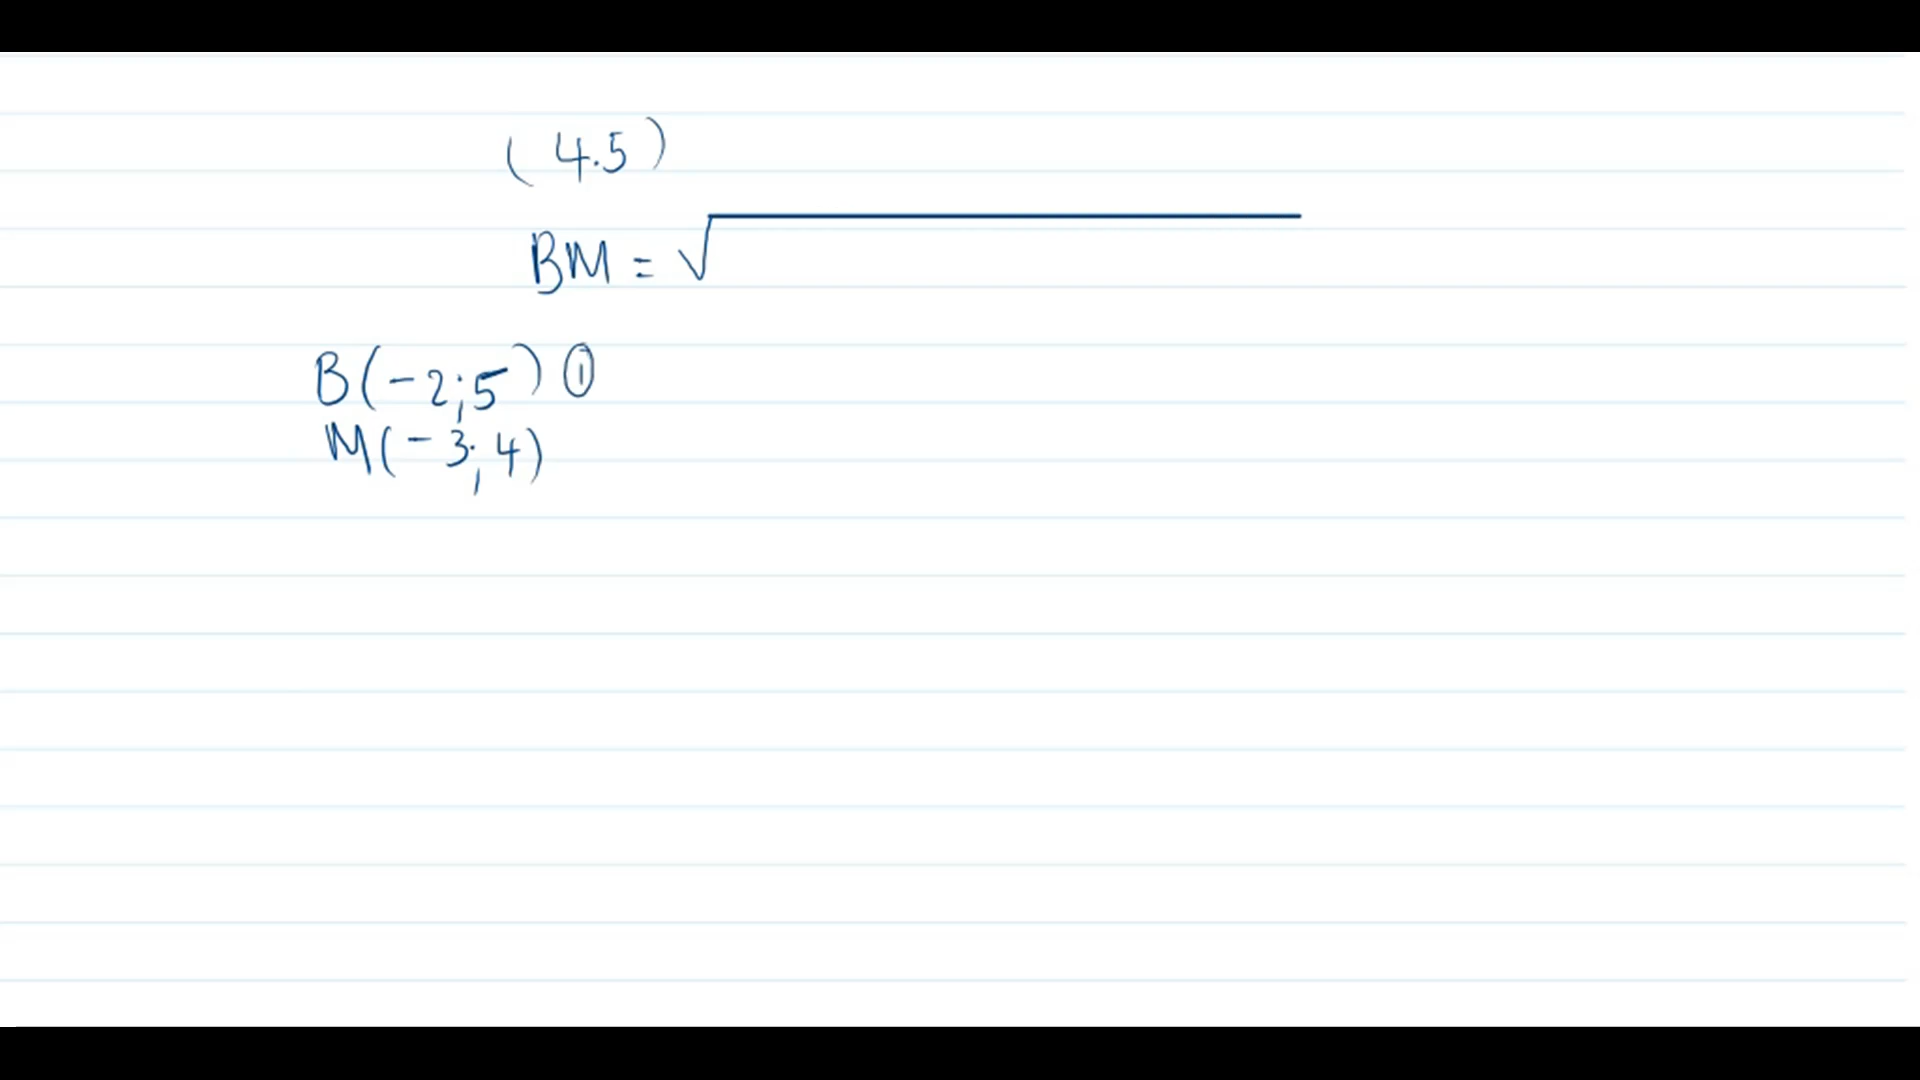 ( 4.5 )
BM = √
B(-2;5) ①
M(-3;4)